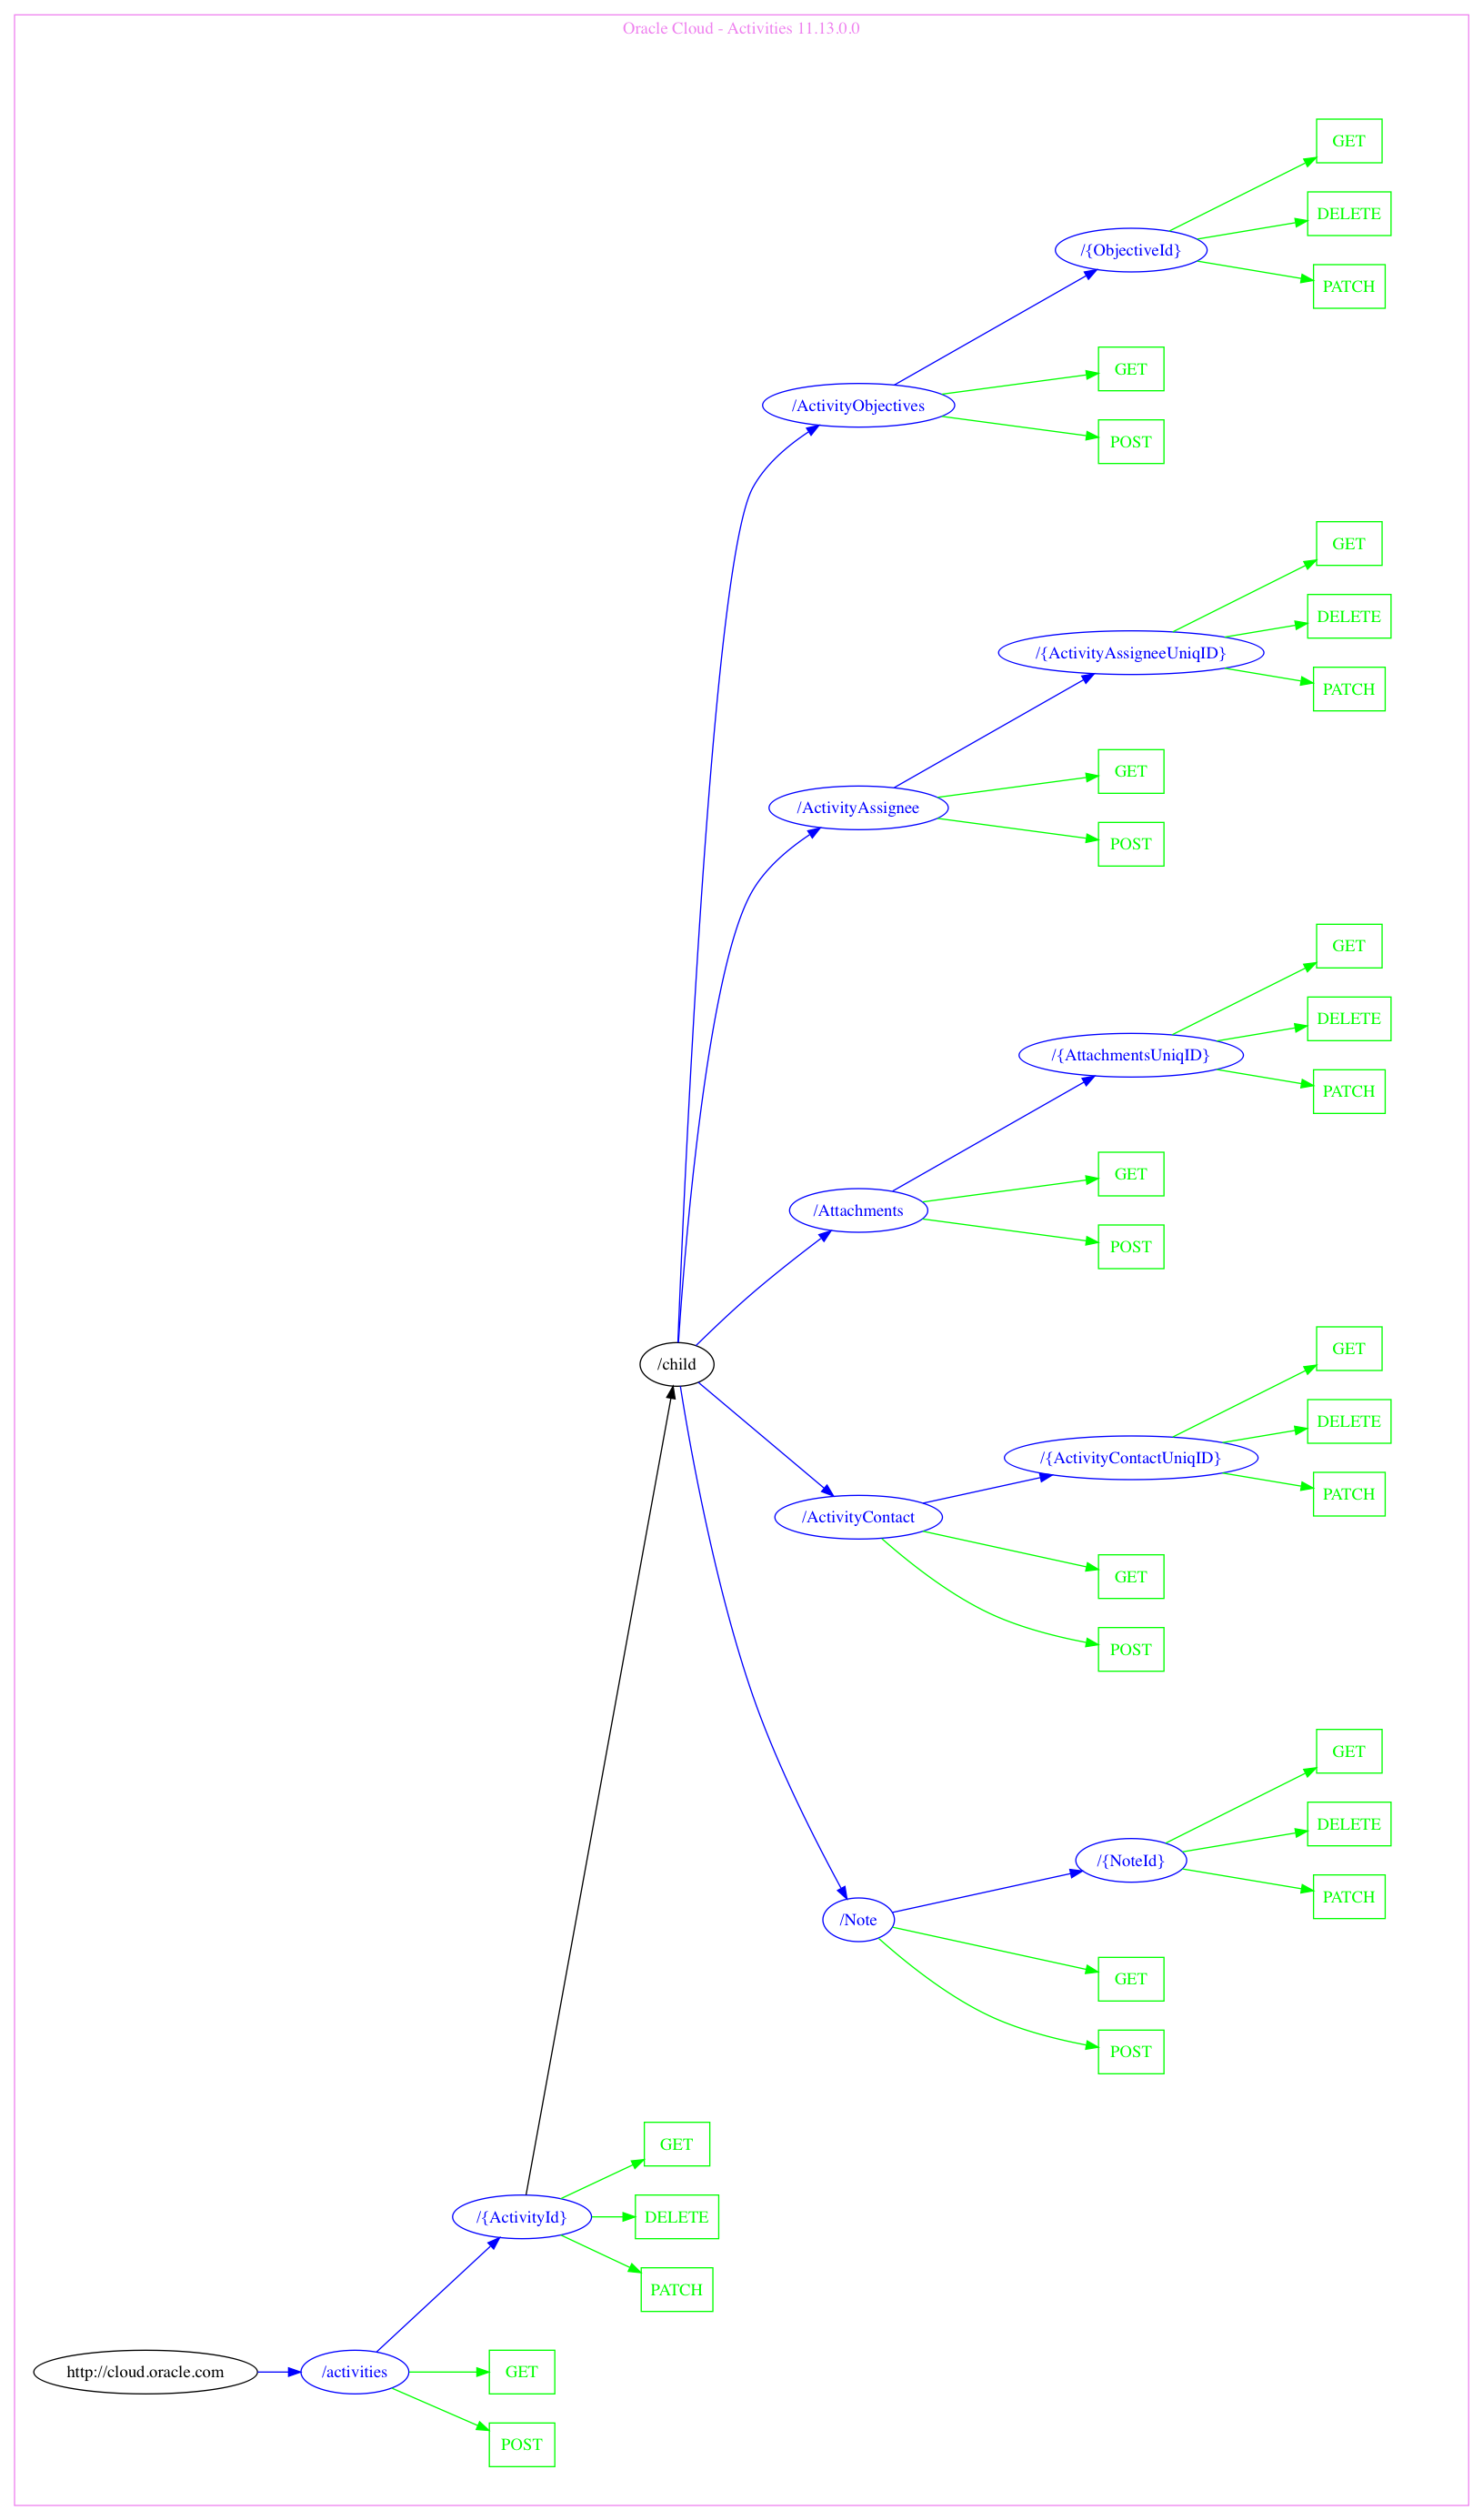 Oracle Cloud - Activities 11.13.0.0
GET
DELETE
/{ObjectiveId}
PATCH
GET
/ActivityObjectives
POST
GET
DELETE
/{ActivityAssigneeUniqID}
PATCH
GET
/ActivityAssignee
POST
GET
DELETE
/{AttachmentsUniqID}
PATCH
GET
/Attachments
POST
GET
/child
DELETE
/{ActivityContactUniqID}
PATCH
/ActivityContact
GET
POST
GET
DELETE
/{NoteId}
PATCH
/Note
GET
POST
GET
/{ActivityId}
DELETE
PATCH
http://cloud.oracle.com
/activities
GET
POST